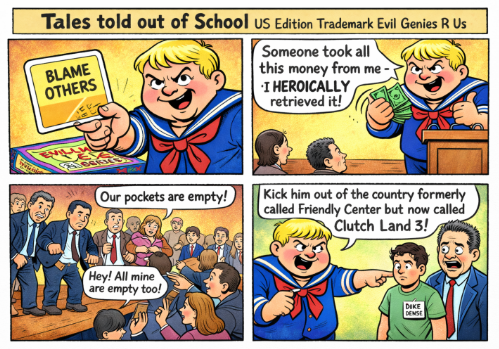 Tales told out of School US Edition Trademark Evil Genies R Us
BLAME
OTHERS
Someone took all
this money from me -
I HEROICALLY
retrieved it!
Our pockets are empty!
Hey! All mine
are empty too!
Kick him out of the country formerly
called Friendly Center but now called
Clutch Land 3!
DUKE
DENSE